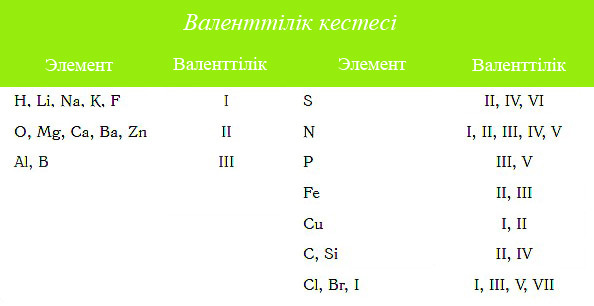 Валенттілік кестесі
Элемент Валенттілік Элемент Валенттілік
H, Li, Na, K, F I S II, IV, VI
O, Mg, Ca, Ba, Zn II N I, II, III, IV, V
Al, B III P III, V
Fe II, III
Cu I, II
C, Si II, IV
Cl, Br, I I, III, V, VII